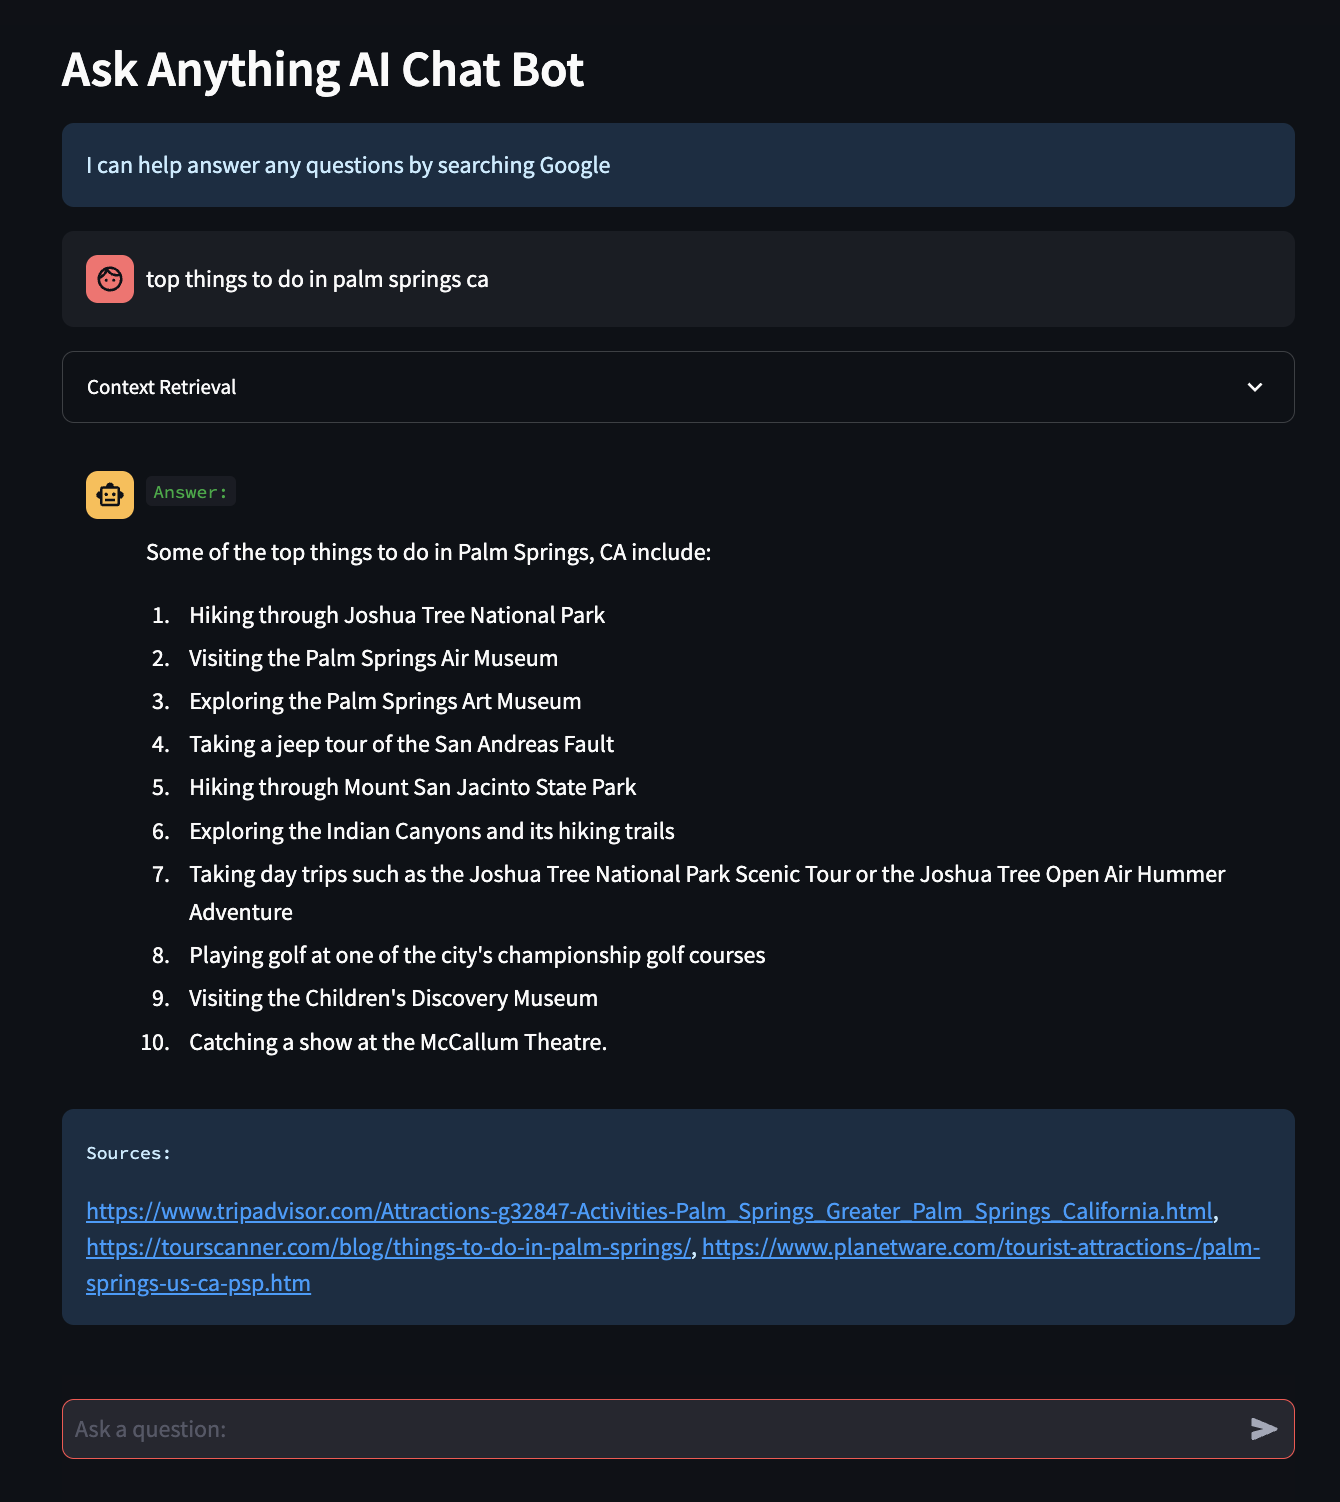 Ask Anything AI Chat Bot
I can help answer any questions by searching Google
top things to do in palm springs ca
Context Retrieval
Answer:
Some of the top things to do in Palm Springs, CA include:
1. Hiking through Joshua Tree National Park
2. Visiting the Palm Springs Air Museum
3. Exploring the Palm Springs Art Museum
4. Taking a jeep tour of the San Andreas Fault
5. Hiking through Mount San Jacinto State Park
6. Exploring the Indian Canyons and its hiking trails
7. Taking day trips such as the Joshua Tree National Park Scenic Tour or the Joshua Tree Open Air Hummer
Adventure
8. Playing golf at one of the city's championship golf courses
9. Visiting the Children's Discovery Museum
10. Catching a show at the McCallum Theatre.
Sources:
https://www.tripadvisor.com/Attractions-g32847-Activities-Palm_Springs_Greater_Palm_Springs_California.html,
https://tourscanner.com/blog/things-to-do-in-palm-springs/, https://www.planetware.com/tourist-attractions-/palm-
springs-us-ca-psp.htm
Ask a question: